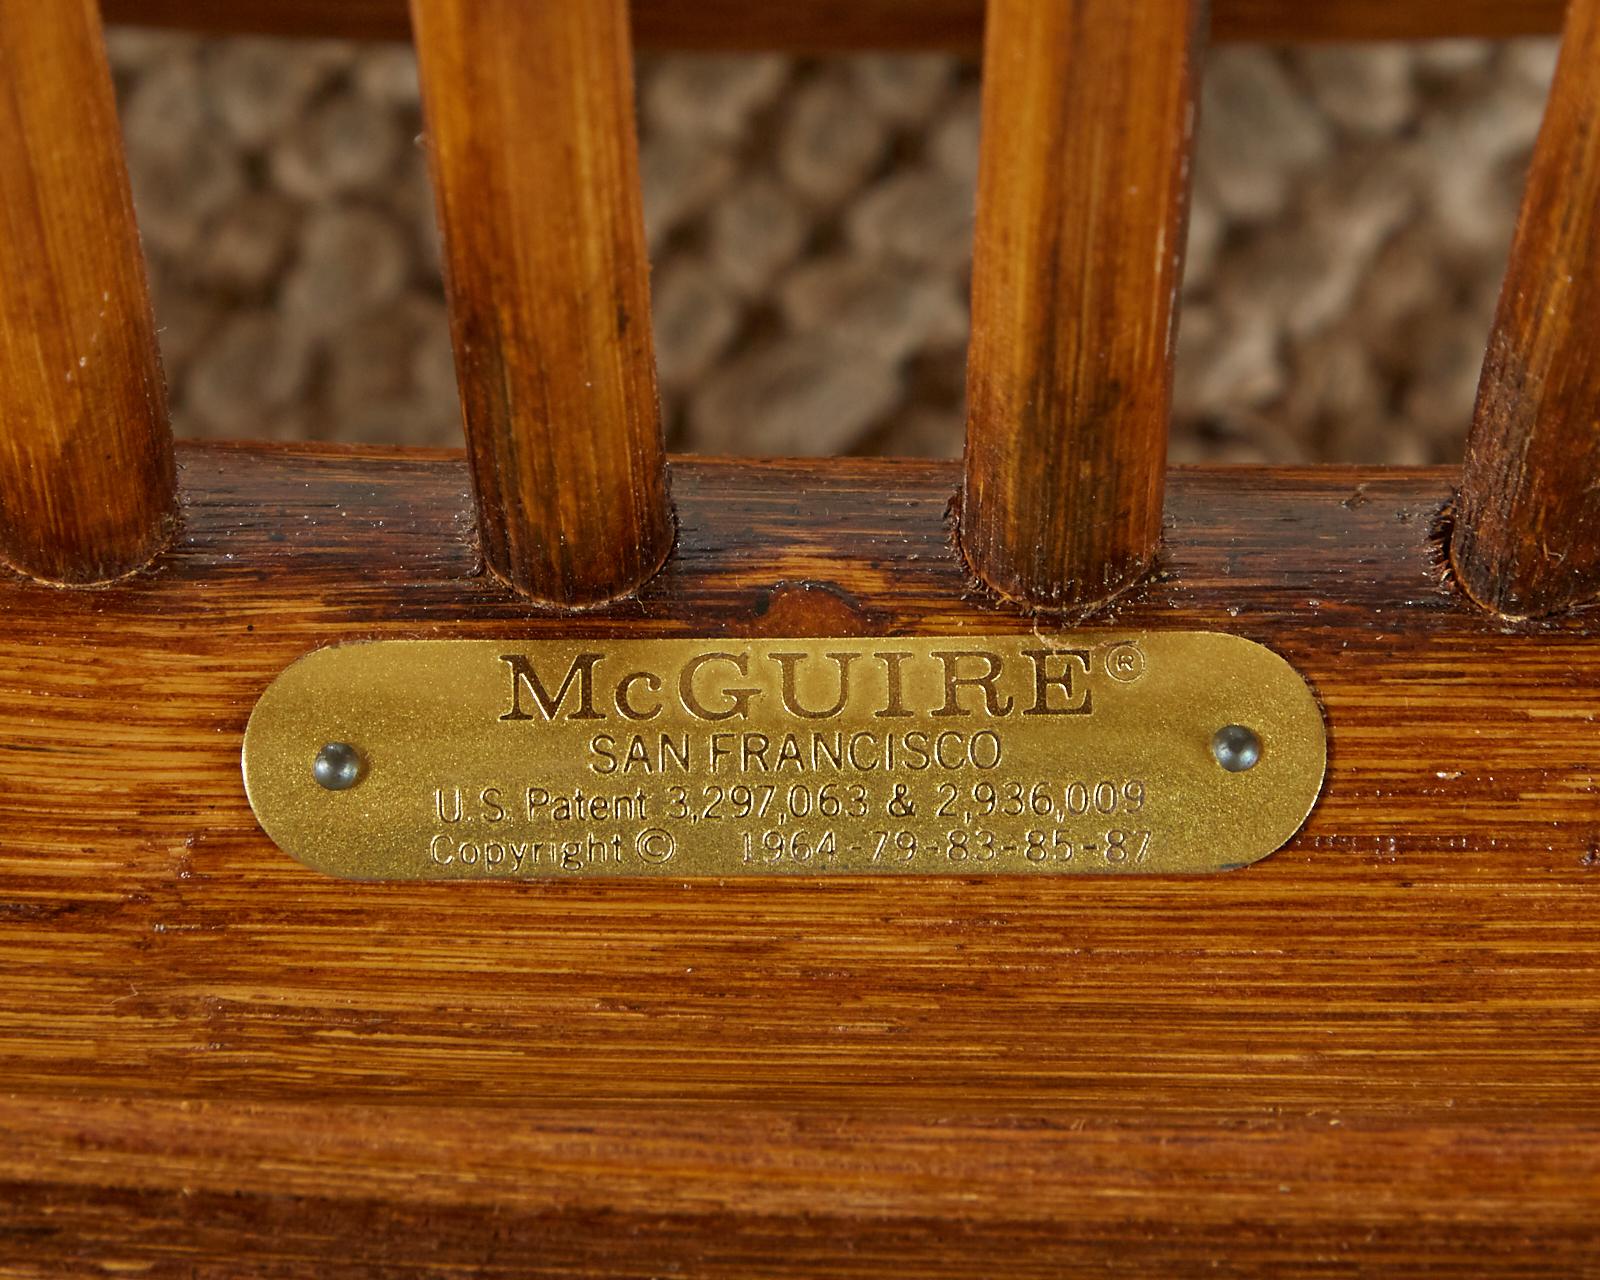 McGUIRE®
SAN FRANCISCO
U.S. Patent 3,297,063 & 2,936,009
Copyright © 1964-79-83-85-87